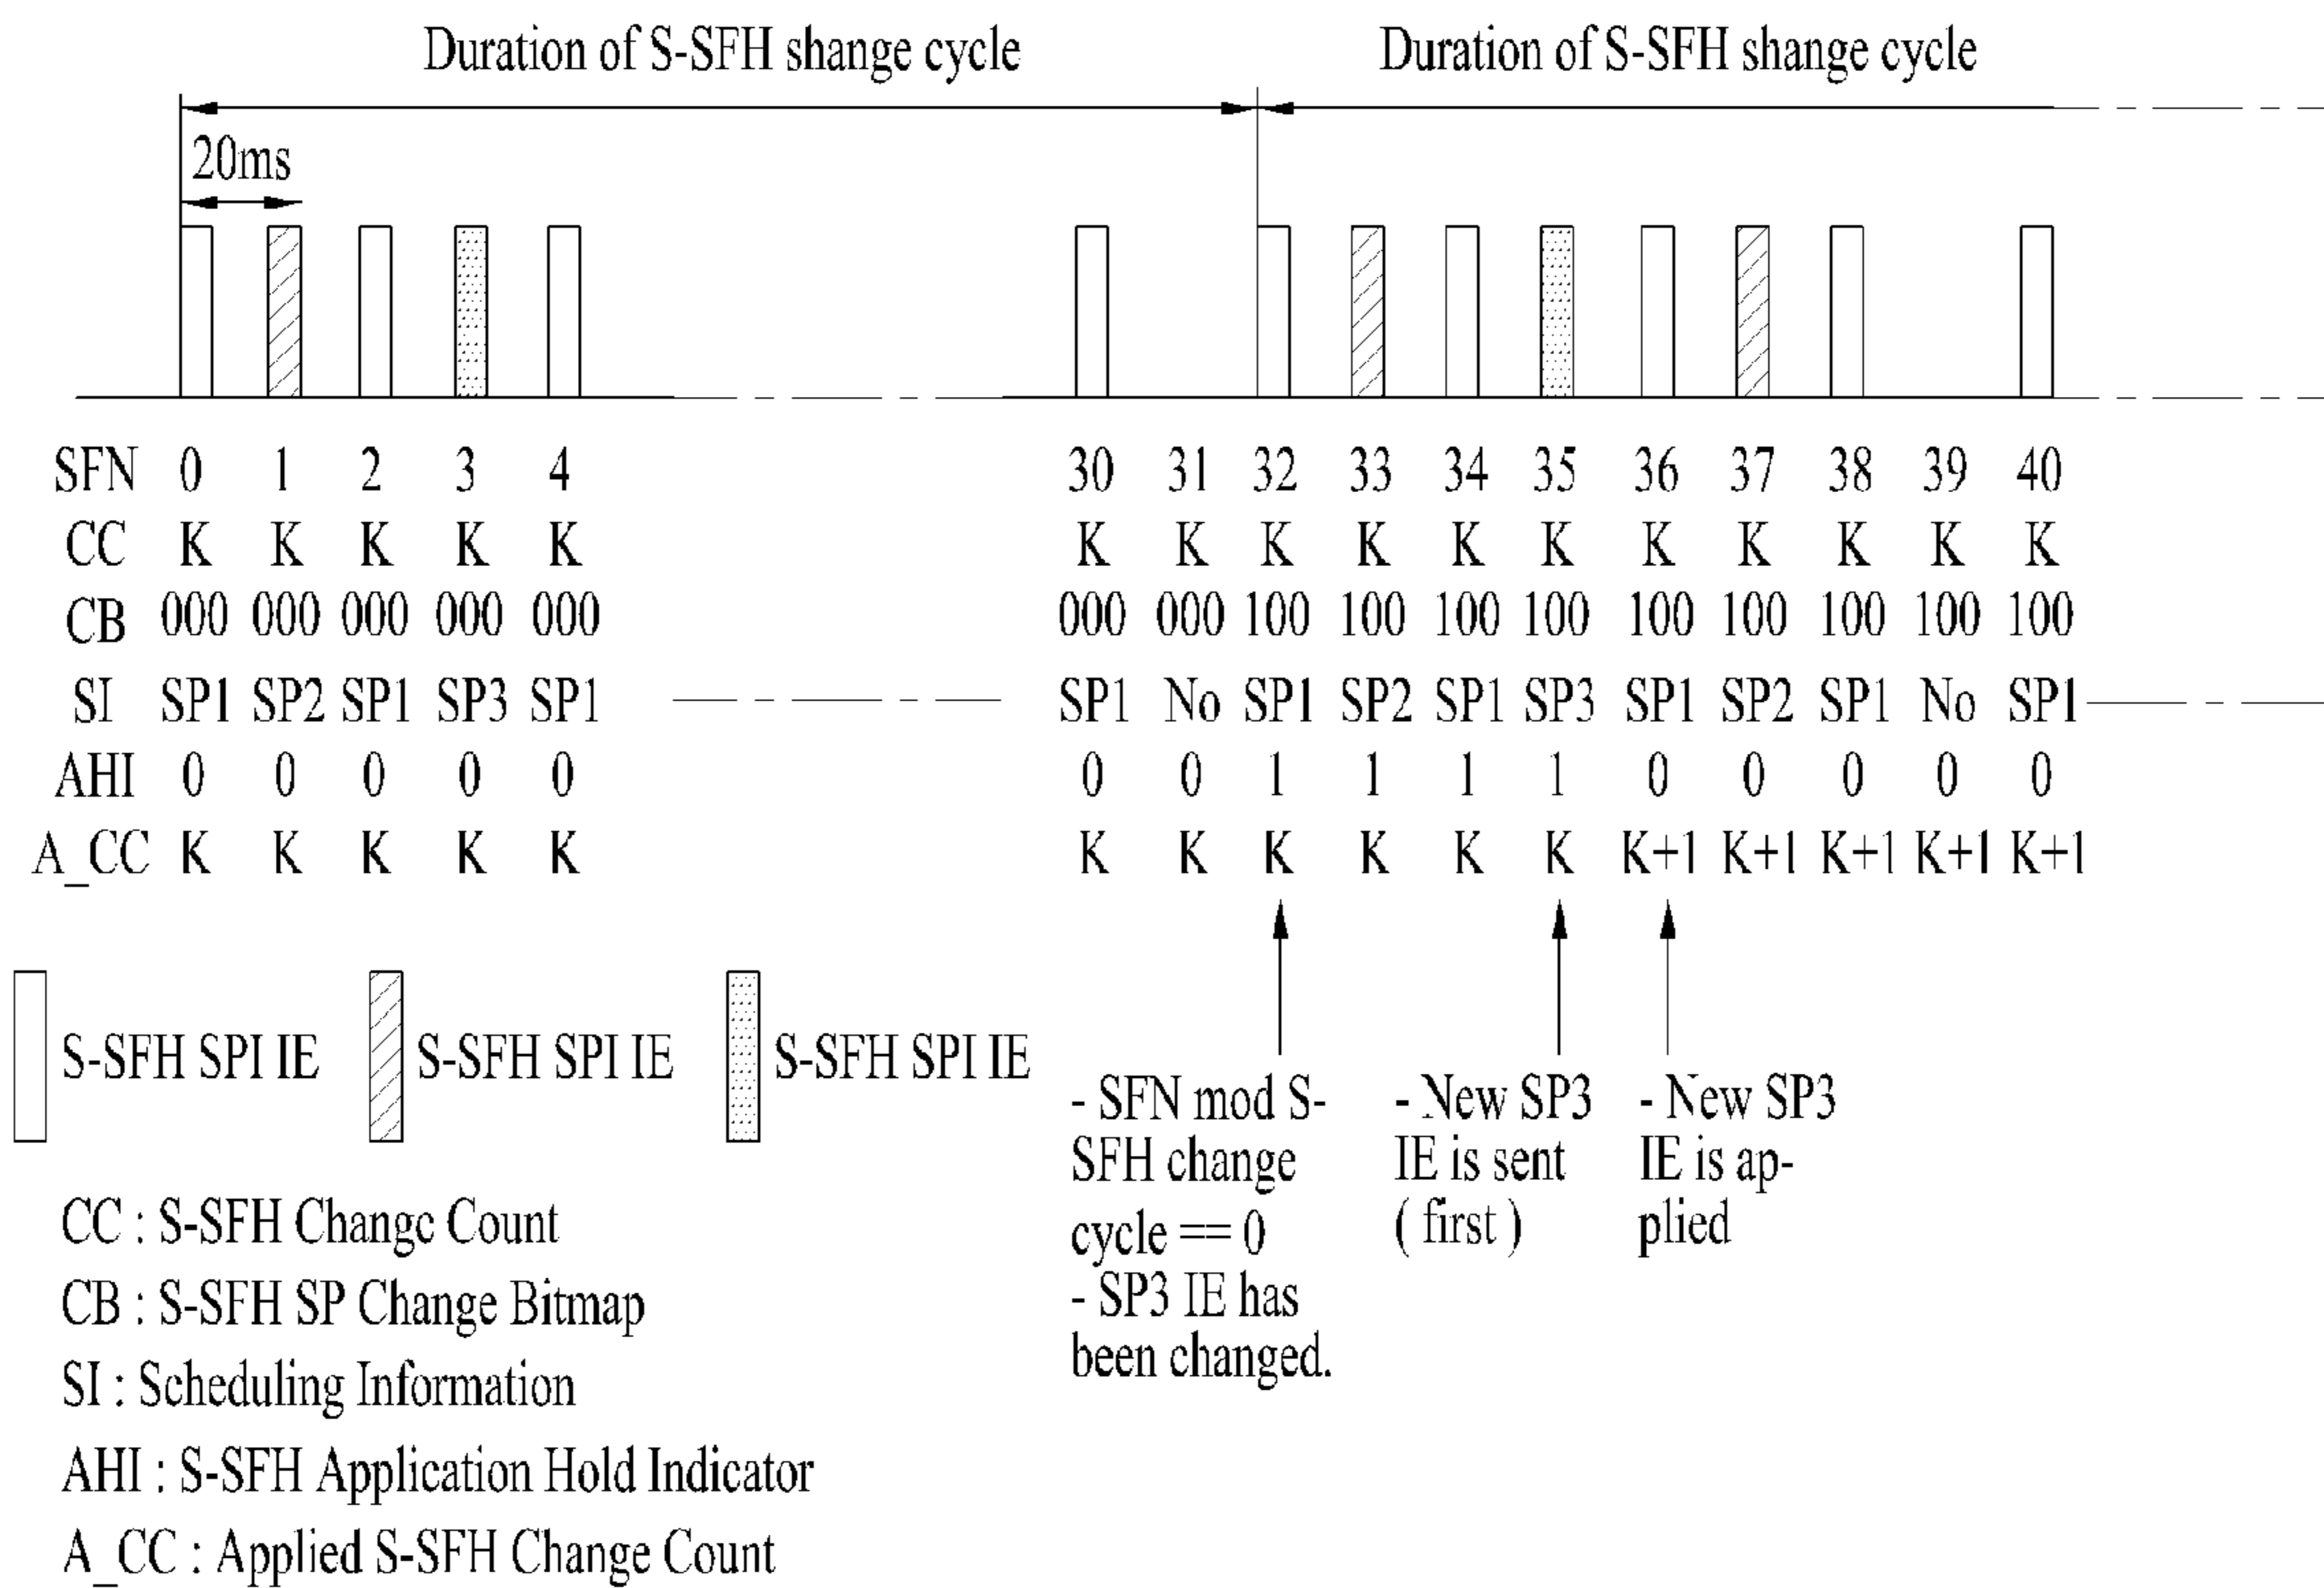 Duration of S-SFH shange cycle Duration of S-SFH shange cycle
20ms
SFN 0 1 2 3 4 30 31 32 33 34 35 36 37 38 39 40
CC K K K K K K K K K K K K K K K K
CB 000 000 000 000 000 000 000 100 100 100 100 100 100 100 100 100
SI SP1 SP2 SP1 SP3 SP1 SP1 No SP1 SP2 SP1 SP3 SP1 SP2 SP1 No SP1
AHI 0 0 0 0 0 0 0 1 1 1 1 0 0 0 0 0
A_CC K K K K K K K K K K K K+1 K+1 K+1 K+1 K+1
S-SFH SPI IE S-SFH SPI IE S-SFH SPI IE
- SFN mod S-
SFH change
cycle == 0
- SP3 IE has
been changed.
- New SP3
IE is sent
( first )
- New SP3
IE is ap-
plied
CC : S-SFH Change Count
CB : S-SFH SP Change Bitmap
SI : Scheduling Information
AHI : S-SFH Application Hold Indicator
A_CC : Applied S-SFH Change Count